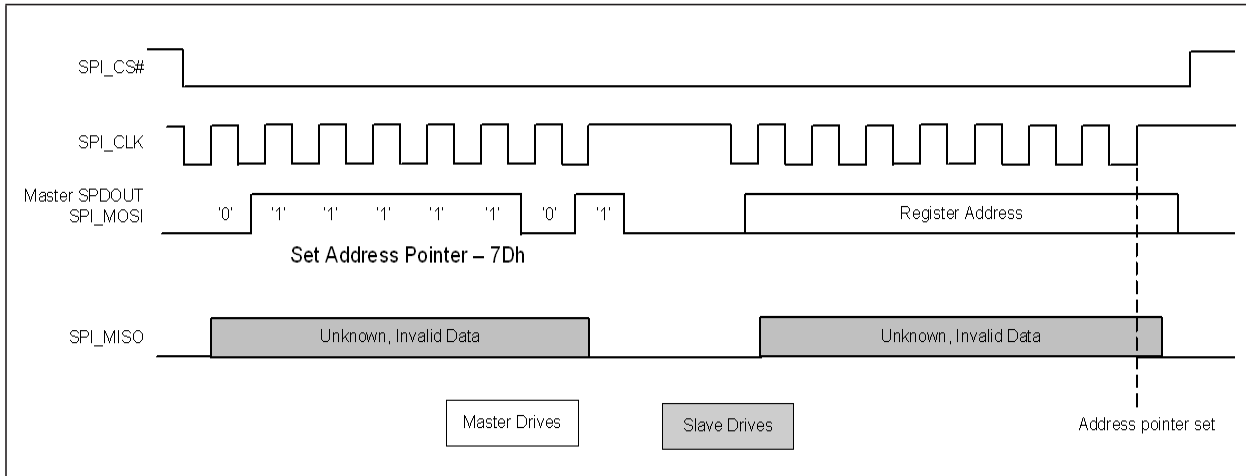 SPI_CS#
SPI_CLK
Master SPDOUT
SPI_MOSI
'0' '1' '1' '1' '1' '1' '0' '1'
Register Address
Set Address Pointer – 7Dh
SPI_MISO
Unknown, Invalid Data
Unknown, Invalid Data
Master Drives
Slave Drives
Address pointer set